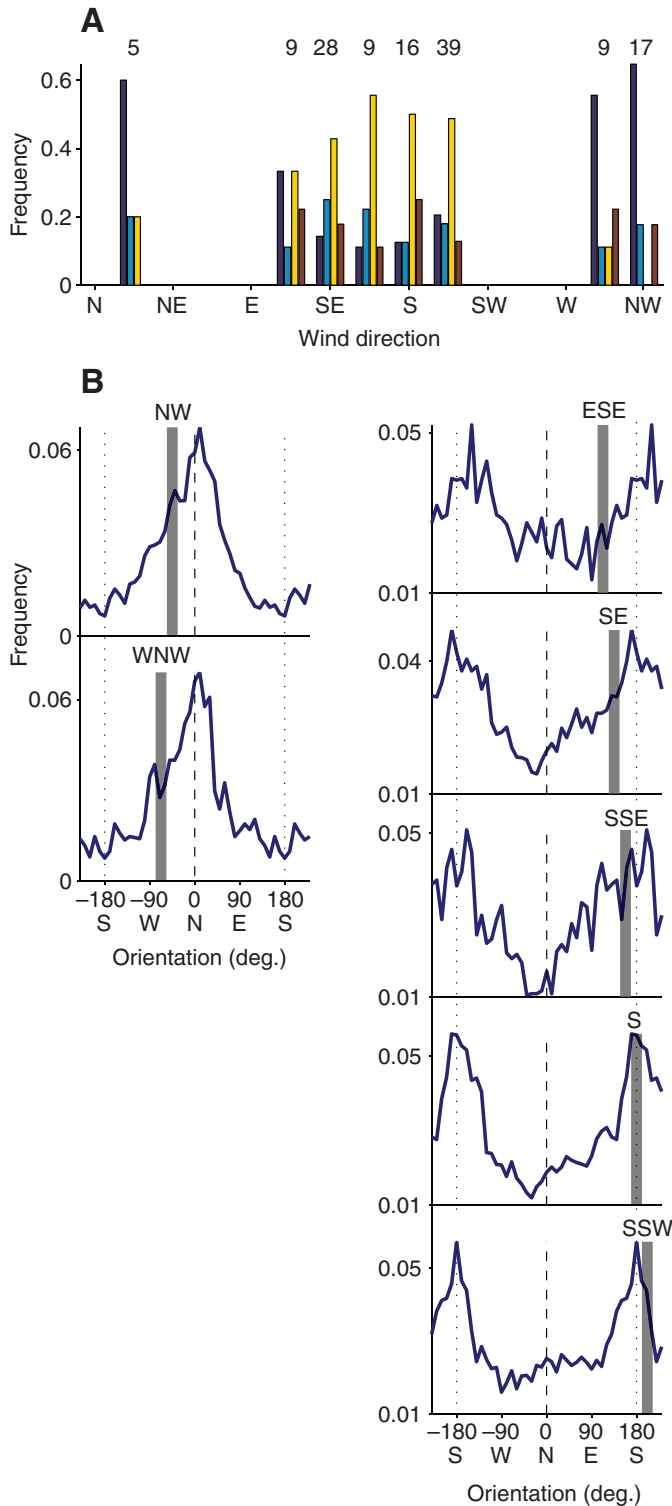 A
5 9 28 9 16 39 9 17
Frequency
0.6
0.4
0.2
0
N NE E SE S SW W NW
Wind direction
B
NW
0.06
0
Frequency
WNW
0.06
0
−180 −90 0 90 180
S W N E S
Orientation (deg.)
ESE
0.05
0.01
SE
0.04
0.01
SSE
0.05
0.01
S
0.05
0.01
SSW
0.05
0.01
−180 −90 0 90 180
S W N E S
Orientation (deg.)